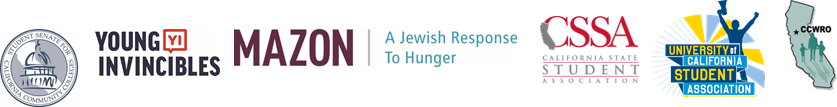 STUDENT SENATE FOR
CALIFORNIA COMMUNITY COLLEGES
YOUNG YI
INVINCIBLES
MAZON
A Jewish Response
To Hunger
CSSA
CALIFORNIA STATE
STUDENT
ASSOCIATION
UNIVERSITY of
CALIFORNIA
STUDENT
ASSOCIATION
CCWRO